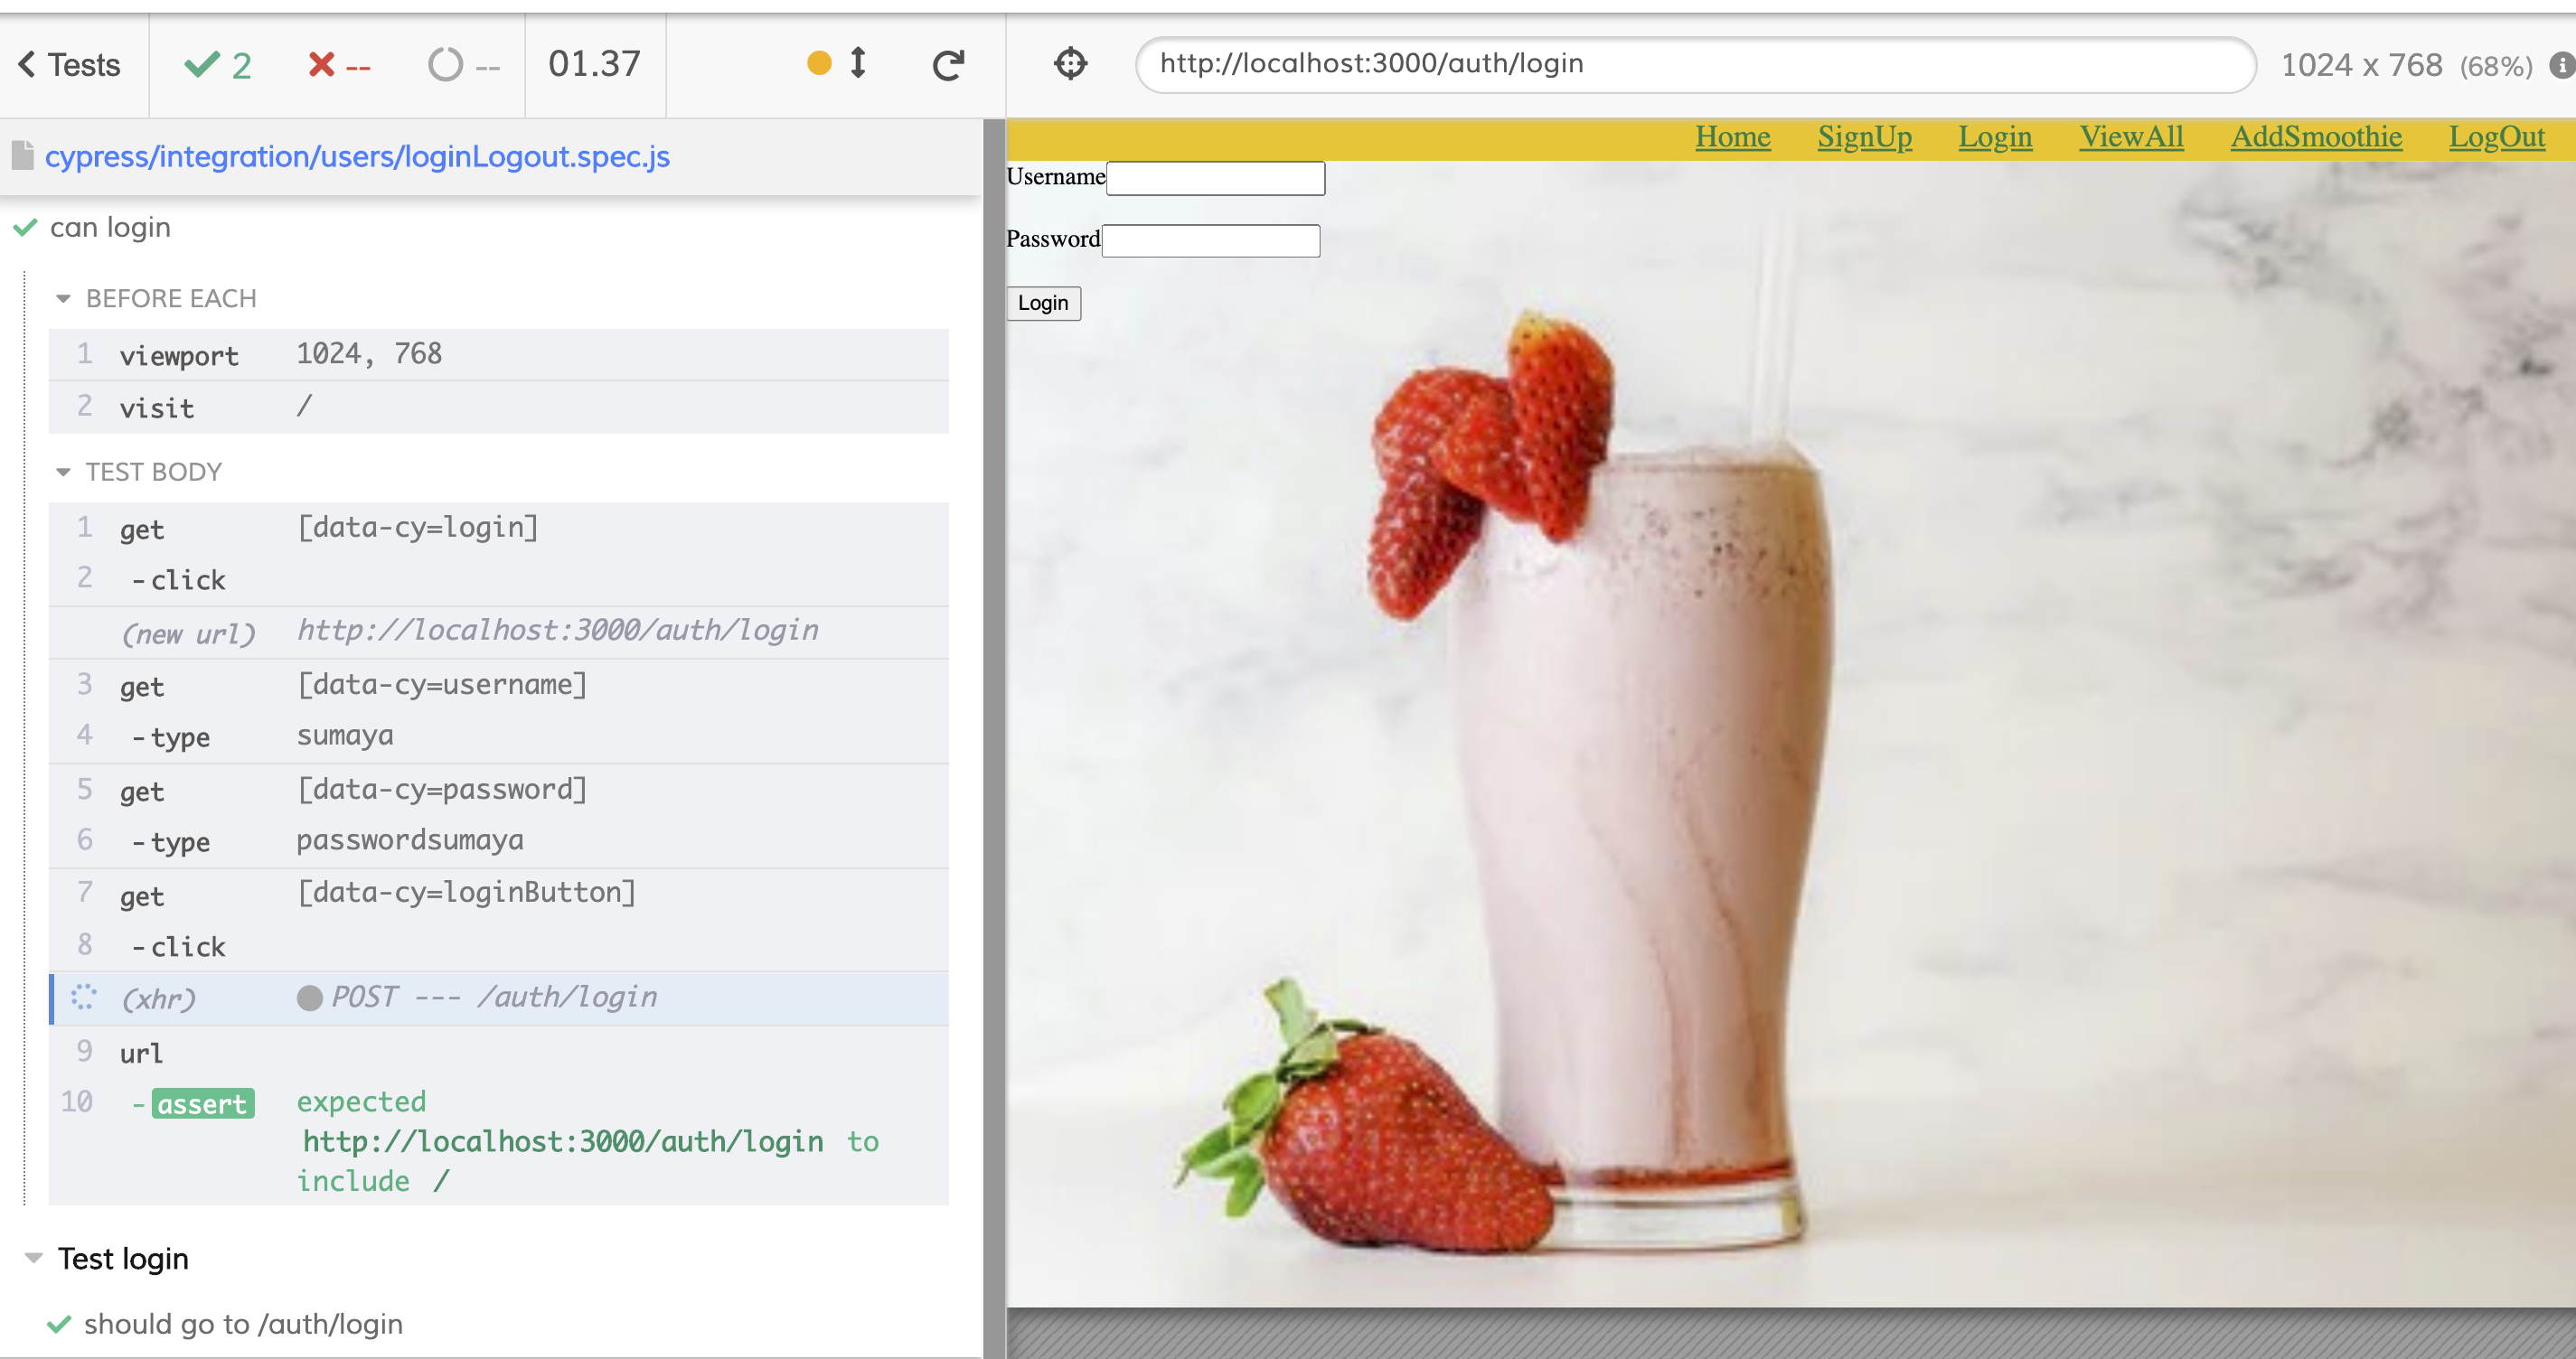 Tests 2 -- -- 01.37
http://localhost:3000/auth/login 1024 x 768 (68%)
cypress/integration/users/loginLogout.spec.js
can login
BEFORE EACH
1 viewport 1024, 768
2 visit /
TEST BODY
1 get [data-cy=login]
2 -click
(new url) http://localhost:3000/auth/login
3 get [data-cy=username]
4 -type sumaya
5 get [data-cy=password]
6 -type passwordsumaya
7 get [data-cy=loginButton]
8 -click
(xhr) POST --- /auth/login
9 url
10 -assert expected
http://localhost:3000/auth/login to
include /
Test login
should go to /auth/login
Home SignUp Login ViewAll AddSmoothie LogOut
Username
Password
Login